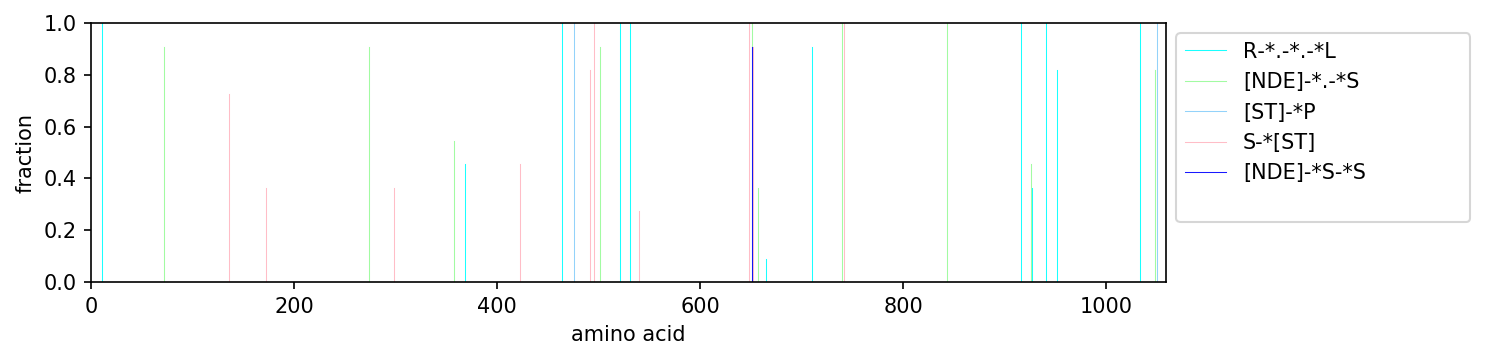 1.0
0.8
0.6
0.4
0.2
0.0
fraction
0 200 400 600 800 1000
amino acid
R-*.-*.-*L
[NDE]-*.-*S
[ST]-*P
S-*[ST]
[NDE]-*S-*S